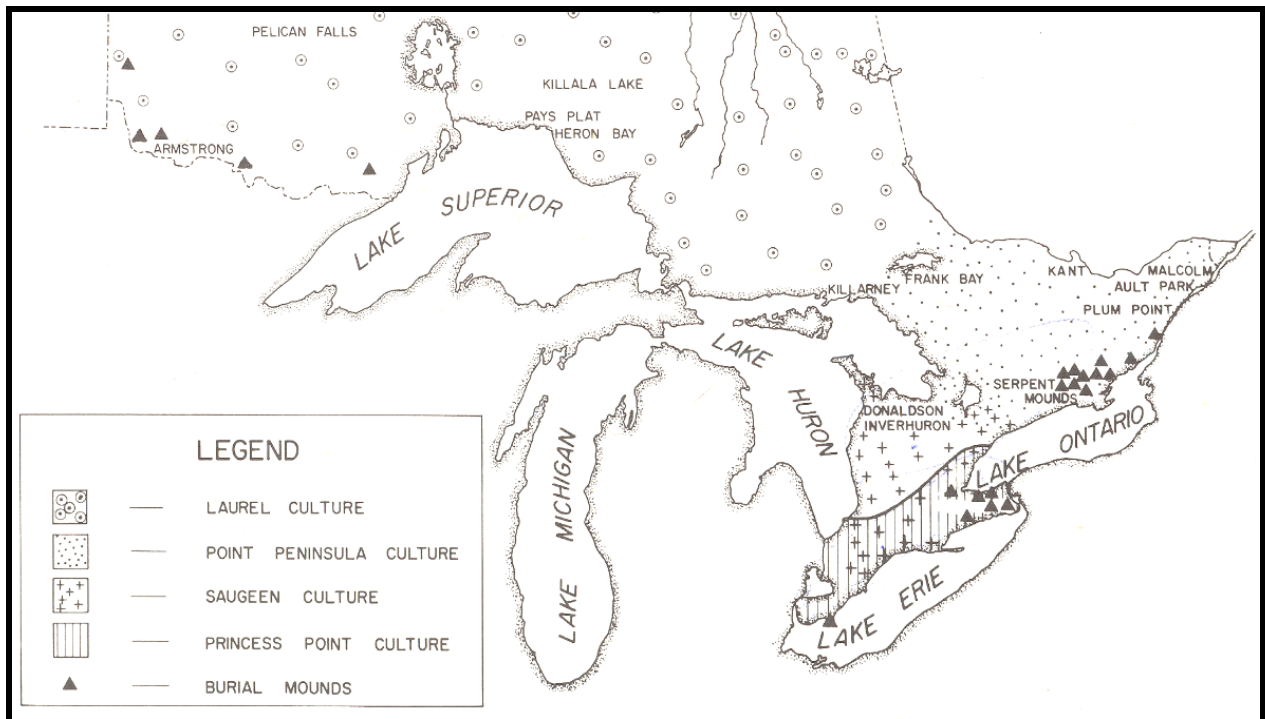 PELICAN FALLS
KILLALA LAKE
PAYS PLAT
HERON BAY
ARMSTRONG
LAKE SUPERIOR
FRANK BAY
KILLARNEY
KANT
MALCOLM
AULT PARK
PLUM POINT
LAKE HURON
SERPENT
MOUNDS
DONALDSON
INVERHURON
LAKE ONTARIO
LAKE MICHIGAN
LAKE ERIE
LEGEND
LAUREL CULTURE
POINT PENINSULA CULTURE
SAUGEEN CULTURE
PRINCESS POINT CULTURE
BURIAL MOUNDS